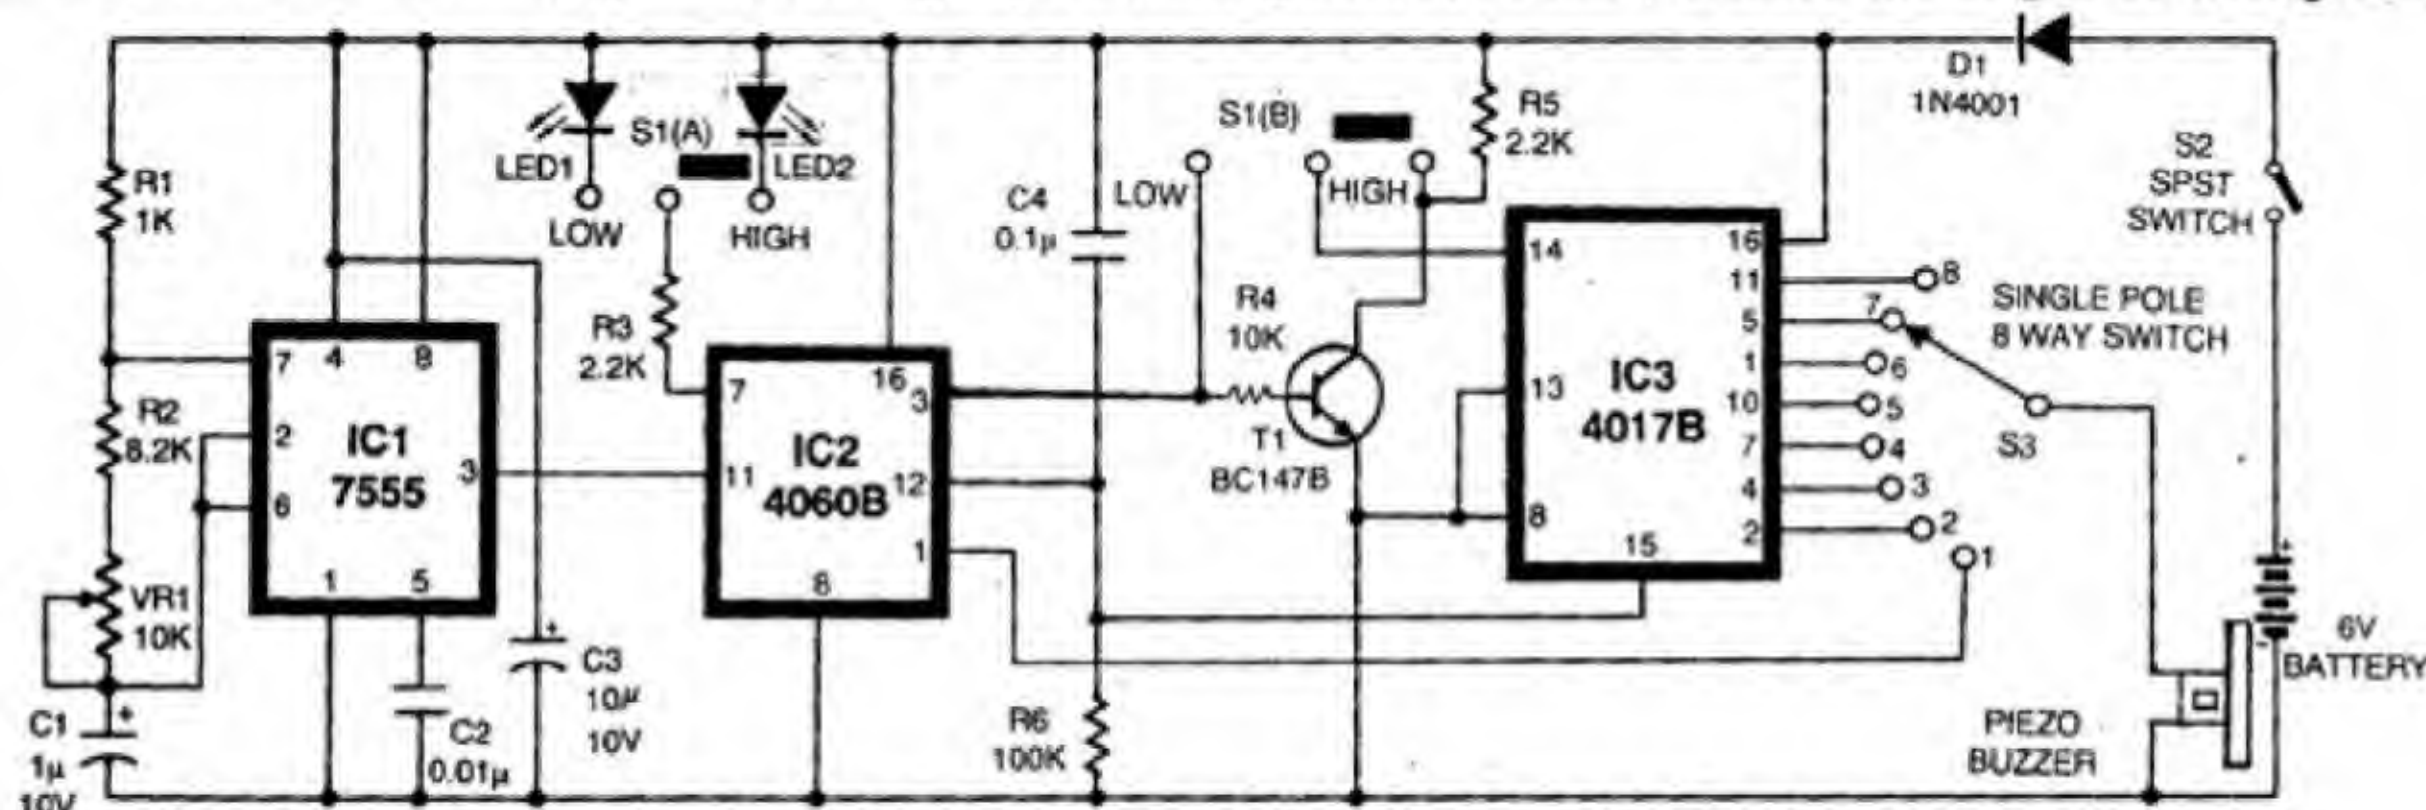 D1
1N4001
S2
SPST
SWITCH
R1
1K
LED1
S1(A)
LED2
LOW
HIGH
S1(B)
LOW
HIGH
R5
2.2K
C4
0.1µ
R4
10K
R3
2.2K
R2
8.2K
VR1
10K
C1
1µ
10V
7
4
8
2
6
3
1
5
IC1
7555
C2
0.01µ
C3
10µ
10V
+
+
7
16
3
11
12
1
8
IC2
4060B
T1
BC147B
R6
100K
14
13
8
15
16
11
5
1
10
7
4
2
IC3
4017B
8
7
6
5
4
3
2
1
SINGLE POLE
8 WAY SWITCH
S3
+
-
6V
BATTERY
PIEZO
BUZZER